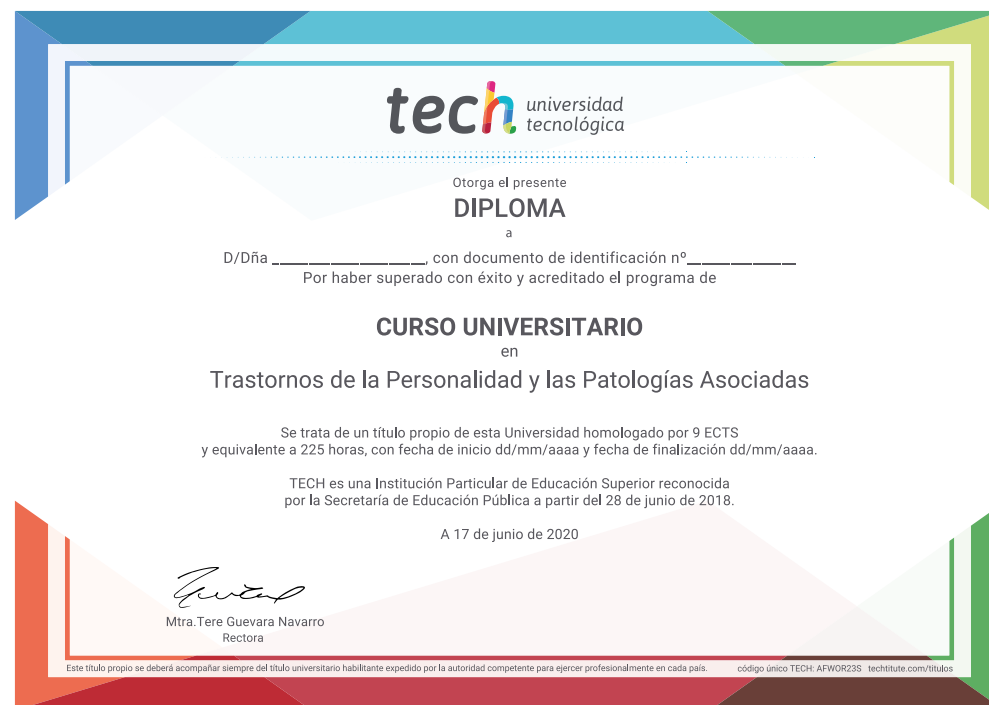 tech universidad
tecnológica
Otorga el presente
DIPLOMA
a
D/Dña ____________________, con documento de identificación nº______________
Por haber superado con éxito y acreditado el programa de
CURSO UNIVERSITARIO
en
Trastornos de la Personalidad y las Patologías Asociadas
Se trata de un título propio de esta Universidad homologado por 9 ECTS
y equivalente a 225 horas, con fecha de inicio dd/mm/aaaa y fecha de finalización dd/mm/aaaa.
TECH es una Institución Particular de Educación Superior reconocida
por la Secretaría de Educación Pública a partir del 28 de junio de 2018.
A 17 de junio de 2020
Mtra.Tere Guevara Navarro
Rectora
Este título propio se deberá acompañar siempre del título universitario habilitante expedido por la autoridad competente para ejercer profesionalmente en cada país. código único TECH: AFWOR23S techtitute.com/titulos